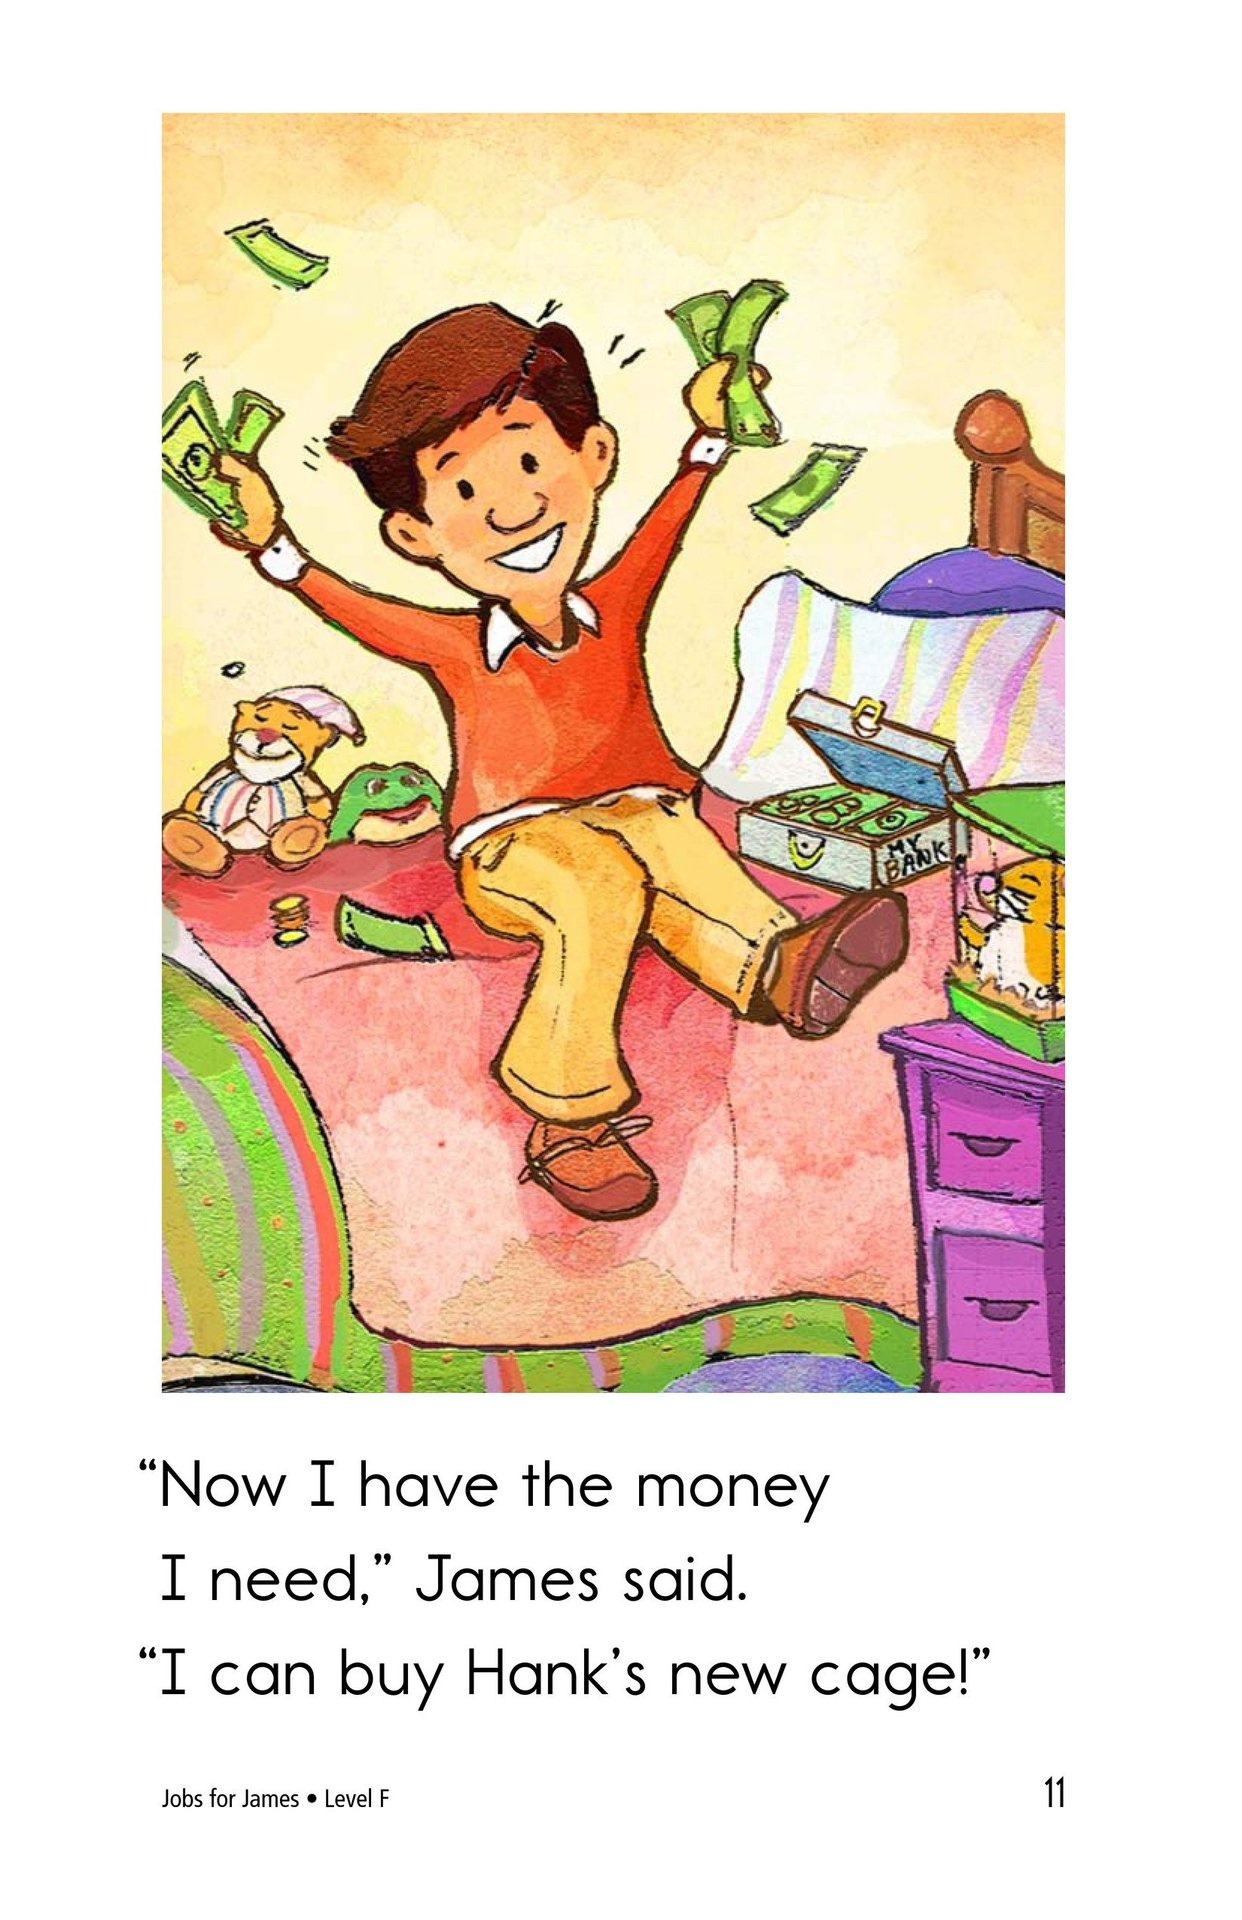 MY
BANK
“Now I have the money
I need,” James said.
“I can buy Hank’s new cage!”
Jobs for James • Level F
11